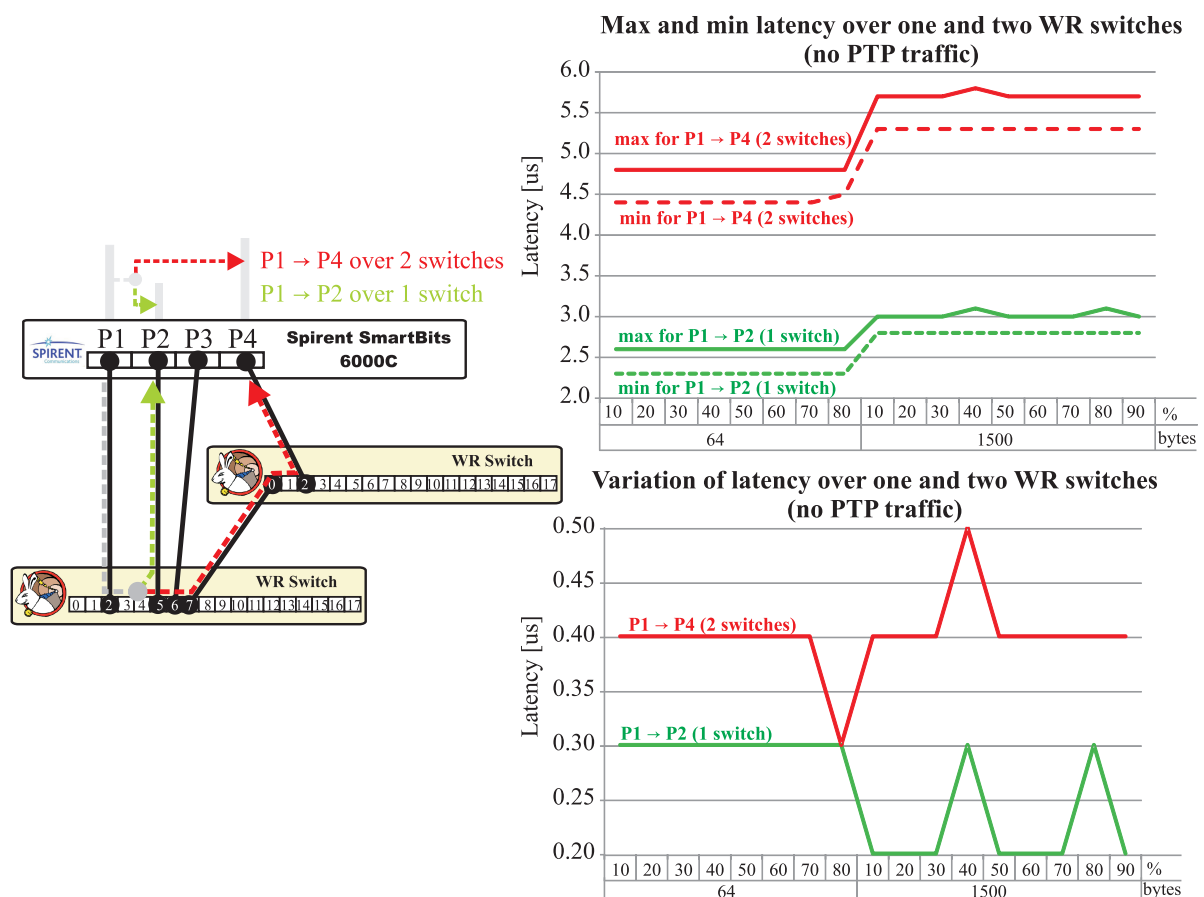 Max and min latency over one and two WR switches
(no PTP traffic)
6.0
5.5
5.0
4.5
4.0
3.5
3.0
2.5
2.0
Latency [us]
max for P1 → P4 (2 switches)
min for P1 → P4 (2 switches)
max for P1 → P2 (1 switch)
min for P1 → P2 (1 switch)
10 20 30 40 50 60 70 80 10 20 30 40 50 60 70 80 90 %
64 1500 bytes
P1 → P4 over 2 switches
P1 → P2 over 1 switch
P1 P2 P3 P4
SPIRENT
Communications
Spirent SmartBits
6000C
WR Switch
0 1 2 3 4 5 6 7 8 9 10 11 12 13 14 15 16 17
WR Switch
0 1 2 3 4 5 6 7 8 9 10 11 12 13 14 15 16 17
Variation of latency over one and two WR switches
(no PTP traffic)
0.50
0.45
0.40
0.35
0.30
0.25
0.20
Latency [us]
P1 → P4 (2 switches)
P1 → P2 (1 switch)
10 20 30 40 50 60 70 80 10 20 30 40 50 60 70 80 90 %
64 1500 bytes